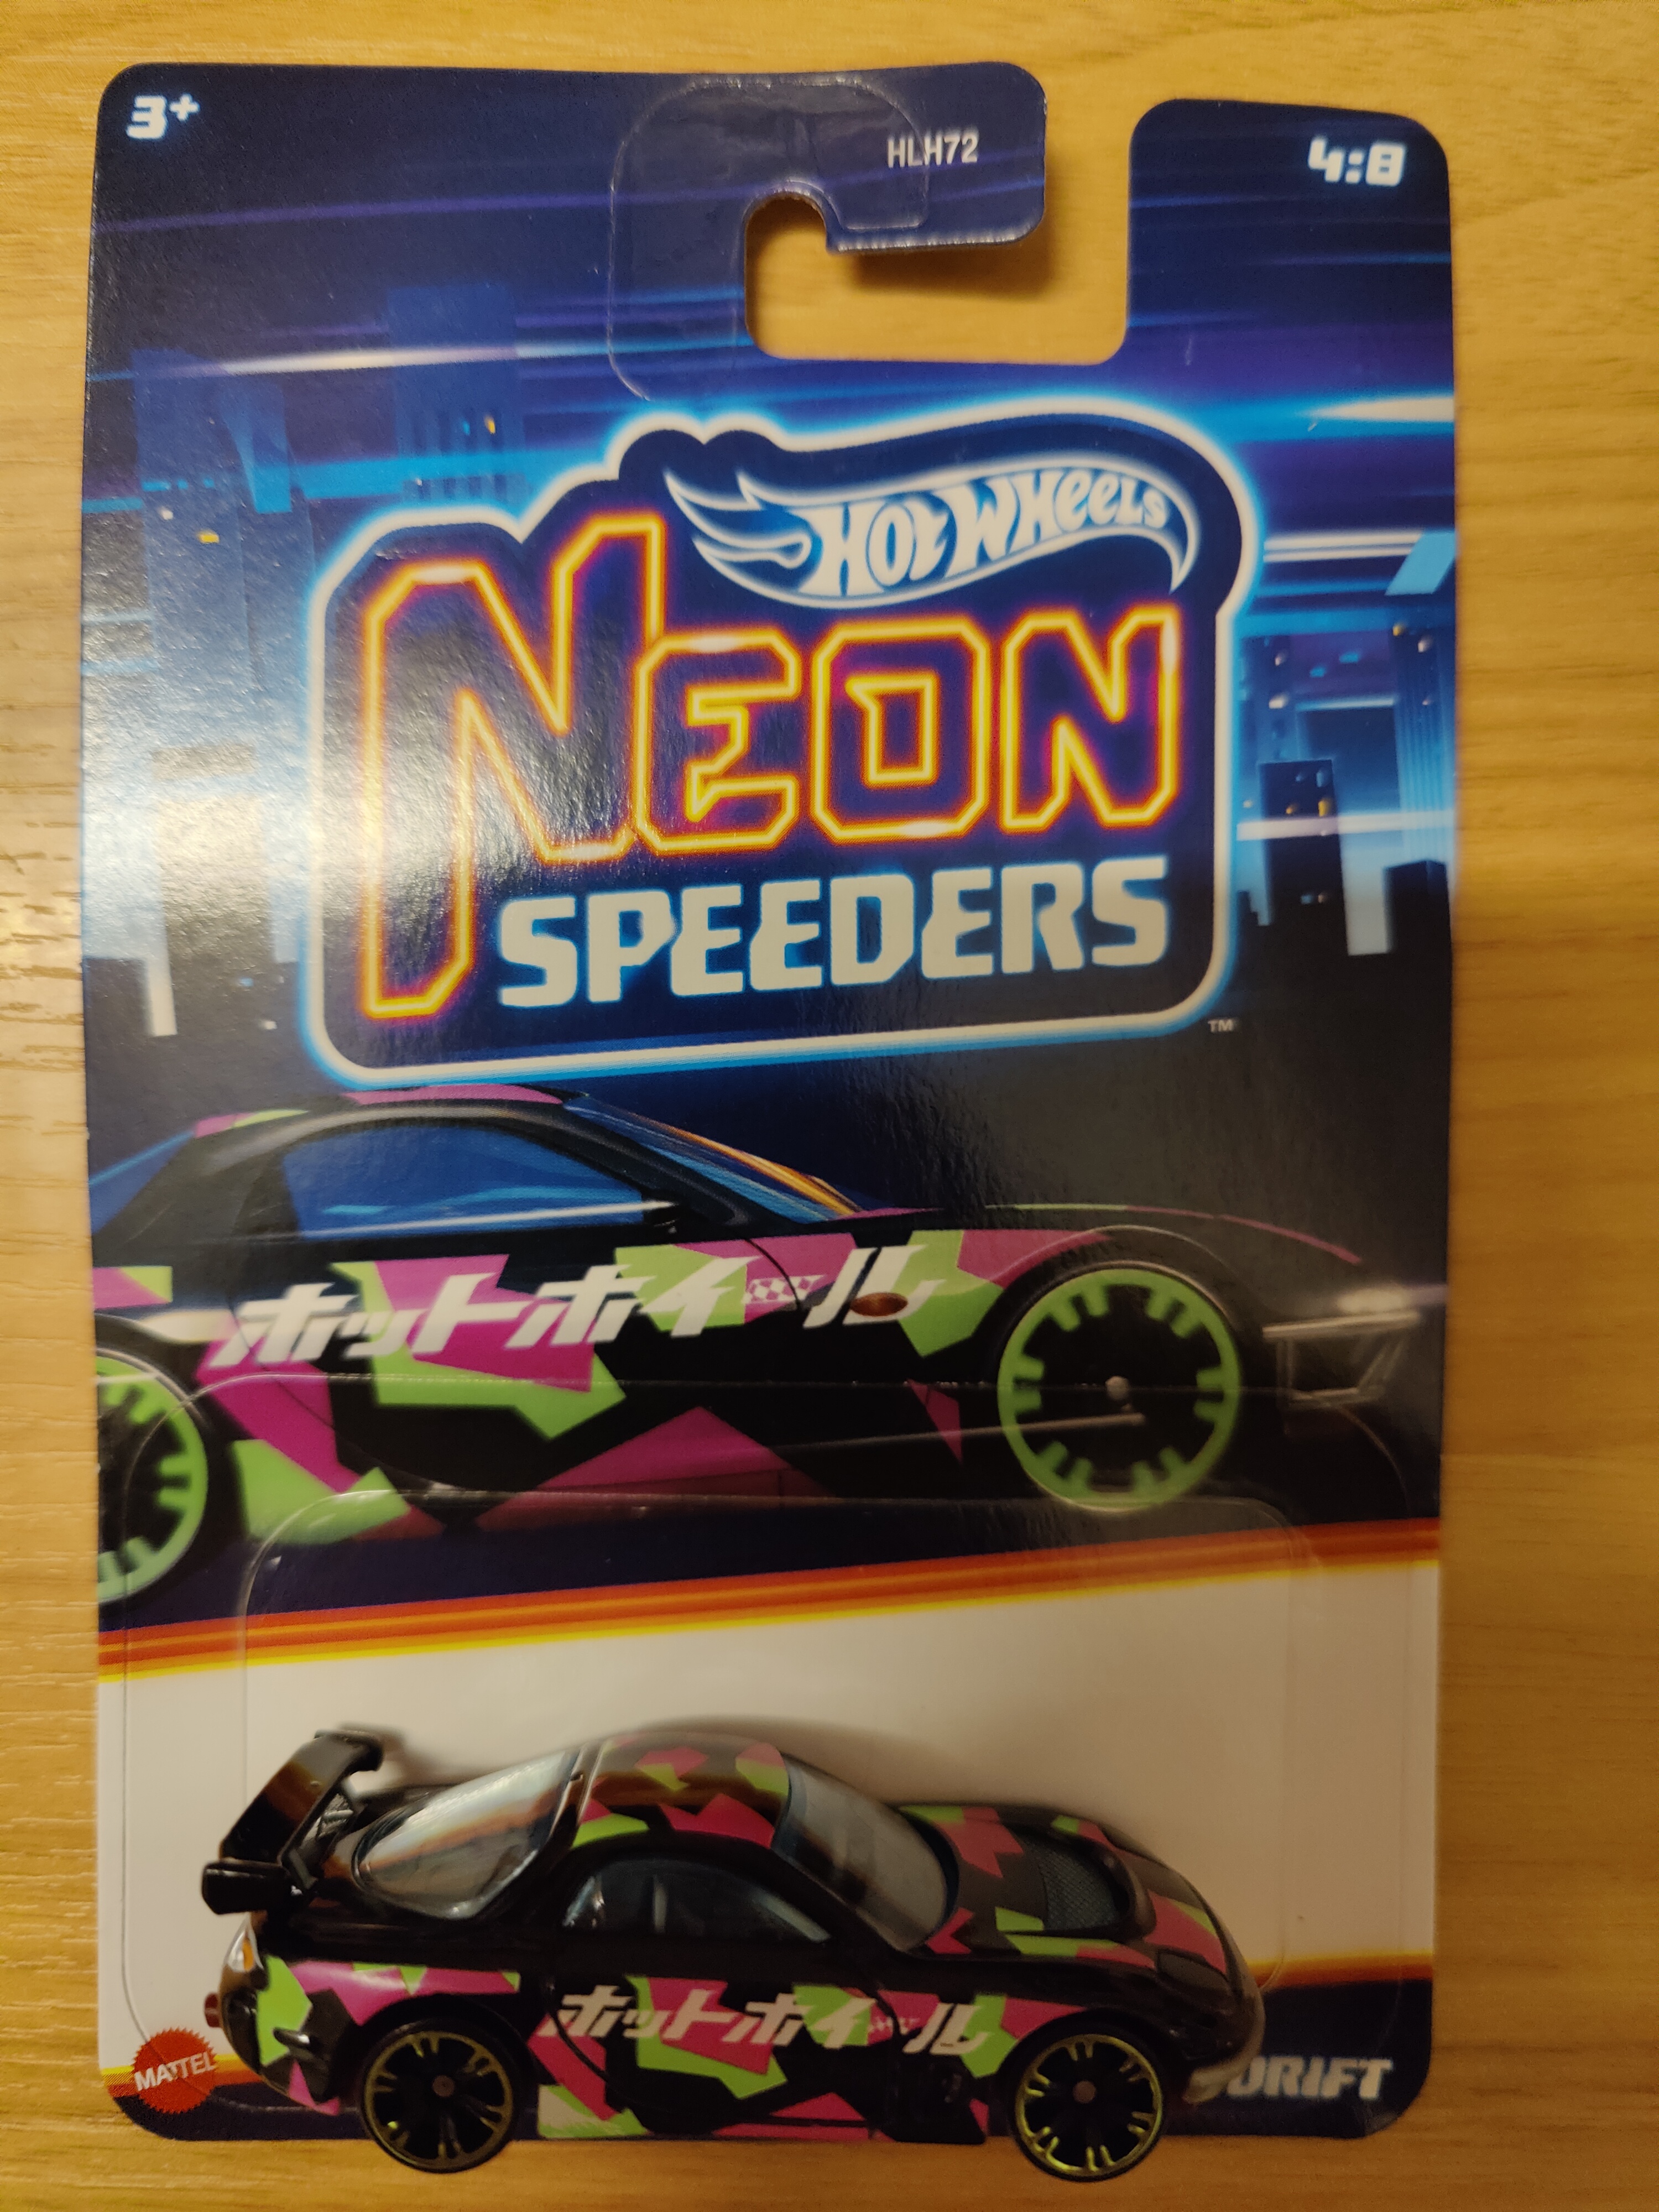 3+
HLH72
4:8
HOT WHEELS
NEON
SPEEDERS
™
ホットホイール
ホットホイール
MATTEL
DRIFT